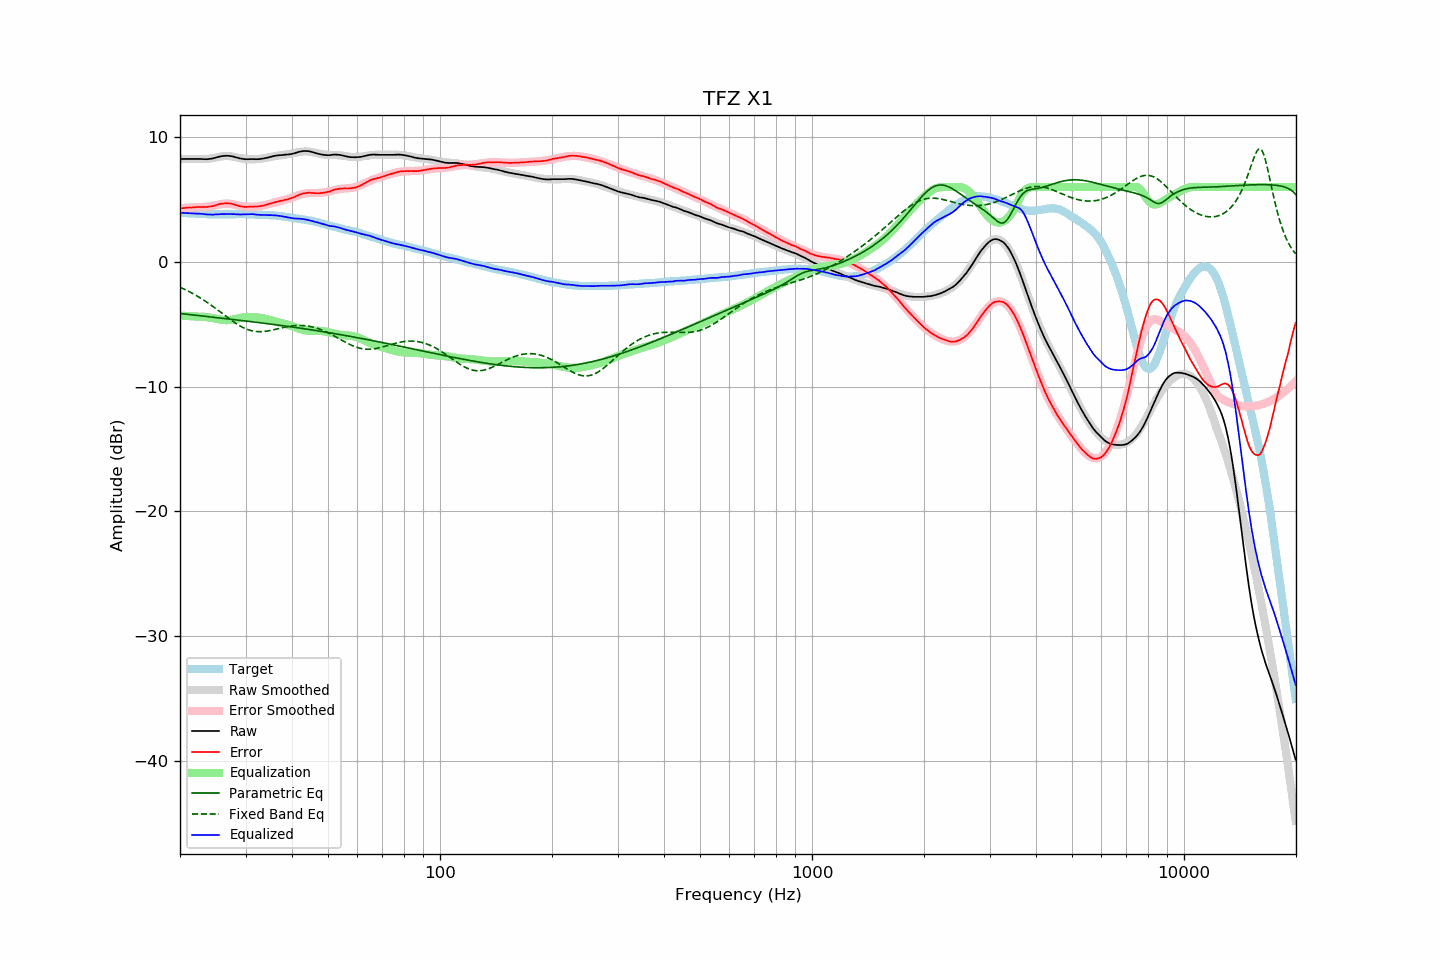 TFZ X1
10
0
−10
−20
−30
−40
Amplitude (dBr)
100
1000
10000
Frequency (Hz)
Target
Raw Smoothed
Error Smoothed
Raw
Error
Equalization
Parametric Eq
Fixed Band Eq
Equalized